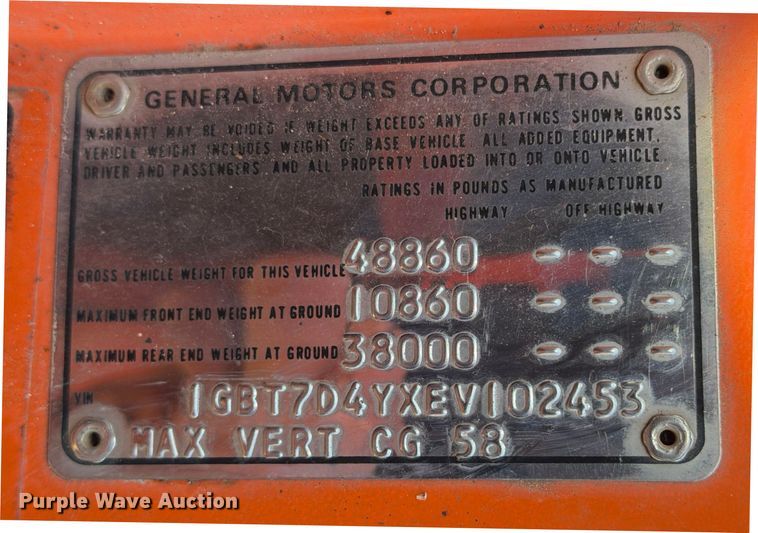 GENERAL MOTORS CORPORATION
WARRANTY MAY BE VOIDED IF WEIGHT EXCEEDS ANY OF RATINGS SHOWN. GROSS
VEHICLE WEIGHT INCLUDES WEIGHT OF BASE VEHICLE, ALL ADDED EQUIPMENT,
DRIVER AND PASSENGERS, AND ALL PROPERTY LOADED INTO OR ONTO VEHICLE.
RATINGS IN POUNDS AS MANUFACTURED
HIGHWAY OFF HIGHWAY
GROSS VEHICLE WEIGHT FOR THIS VEHICLE 48860 - - -
MAXIMUM FRONT END WEIGHT AT GROUND 10860 - - -
MAXIMUM REAR END WEIGHT AT GROUND 38000 - - -
VIN 1GBT7D4YXEV102453
MAX VERT CG 58
Purple Wave Auction